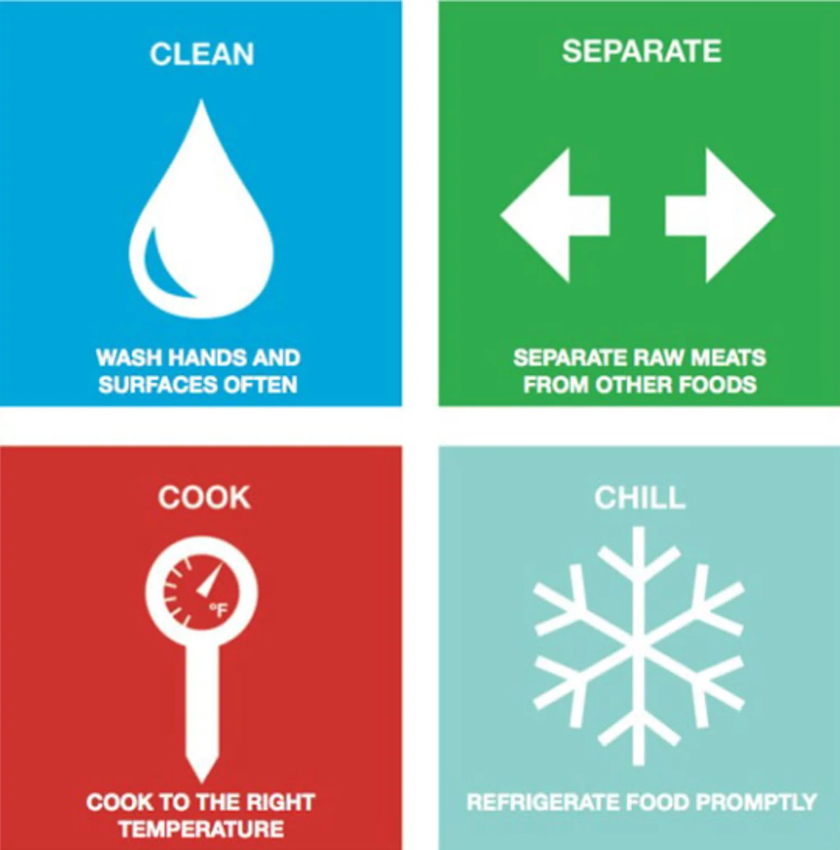 CLEAN
WASH HANDS AND
SURFACES OFTEN
SEPARATE
SEPARATE RAW MEATS
FROM OTHER FOODS
COOK
°F
COOK TO THE RIGHT
TEMPERATURE
CHILL
REFRIGERATE FOOD PROMPTLY